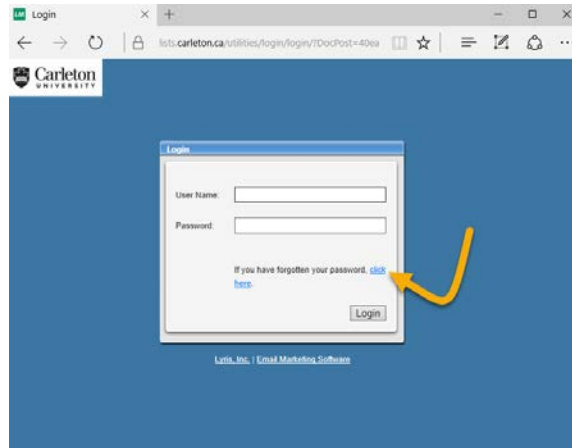 LM Login
lists.carleton.ca/utilities/login/login/?DocPost=40ea
Carleton
UNIVERSITY
Login
User Name:
Password:
If you have forgotten your password, click
here.
Login
Lyris, Inc. | Email Marketing Software